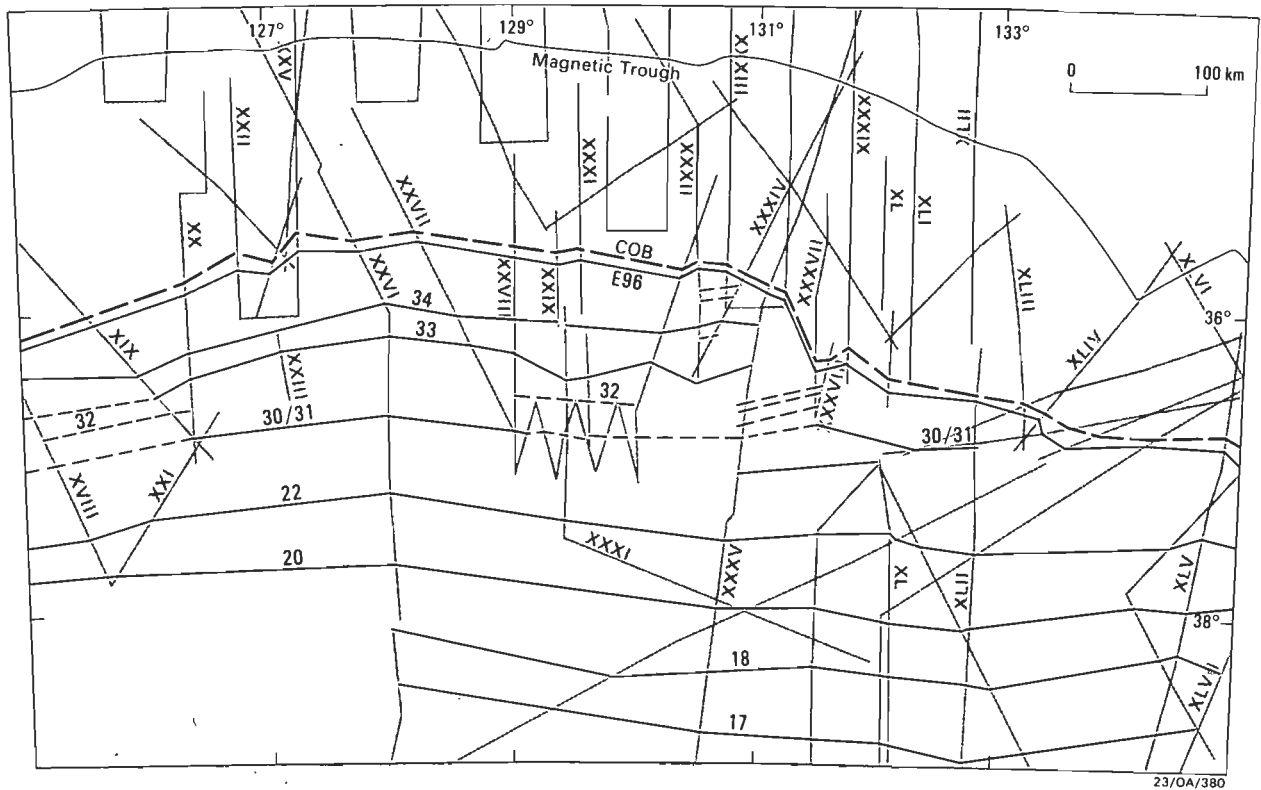 127°
129°
131°
133°
0 100 km
Magnetic Trough
XXV
XXXIII
XXII
XXXI
XXXII
XXXIX
XLII
XX
XXVII
XXXIV
XL
XLI
COB
E96
XXVI
XXVIII
XXIX
XXXVII
XLIII
XLVI
34
33
36°
XIX
XLIV
XXIII
32
32
30/31
30/31
XVIII
XXI
22
XXXI
XXXV
XL
XLII
XLV
20
38°
18
XLVII
17
23/OA/380